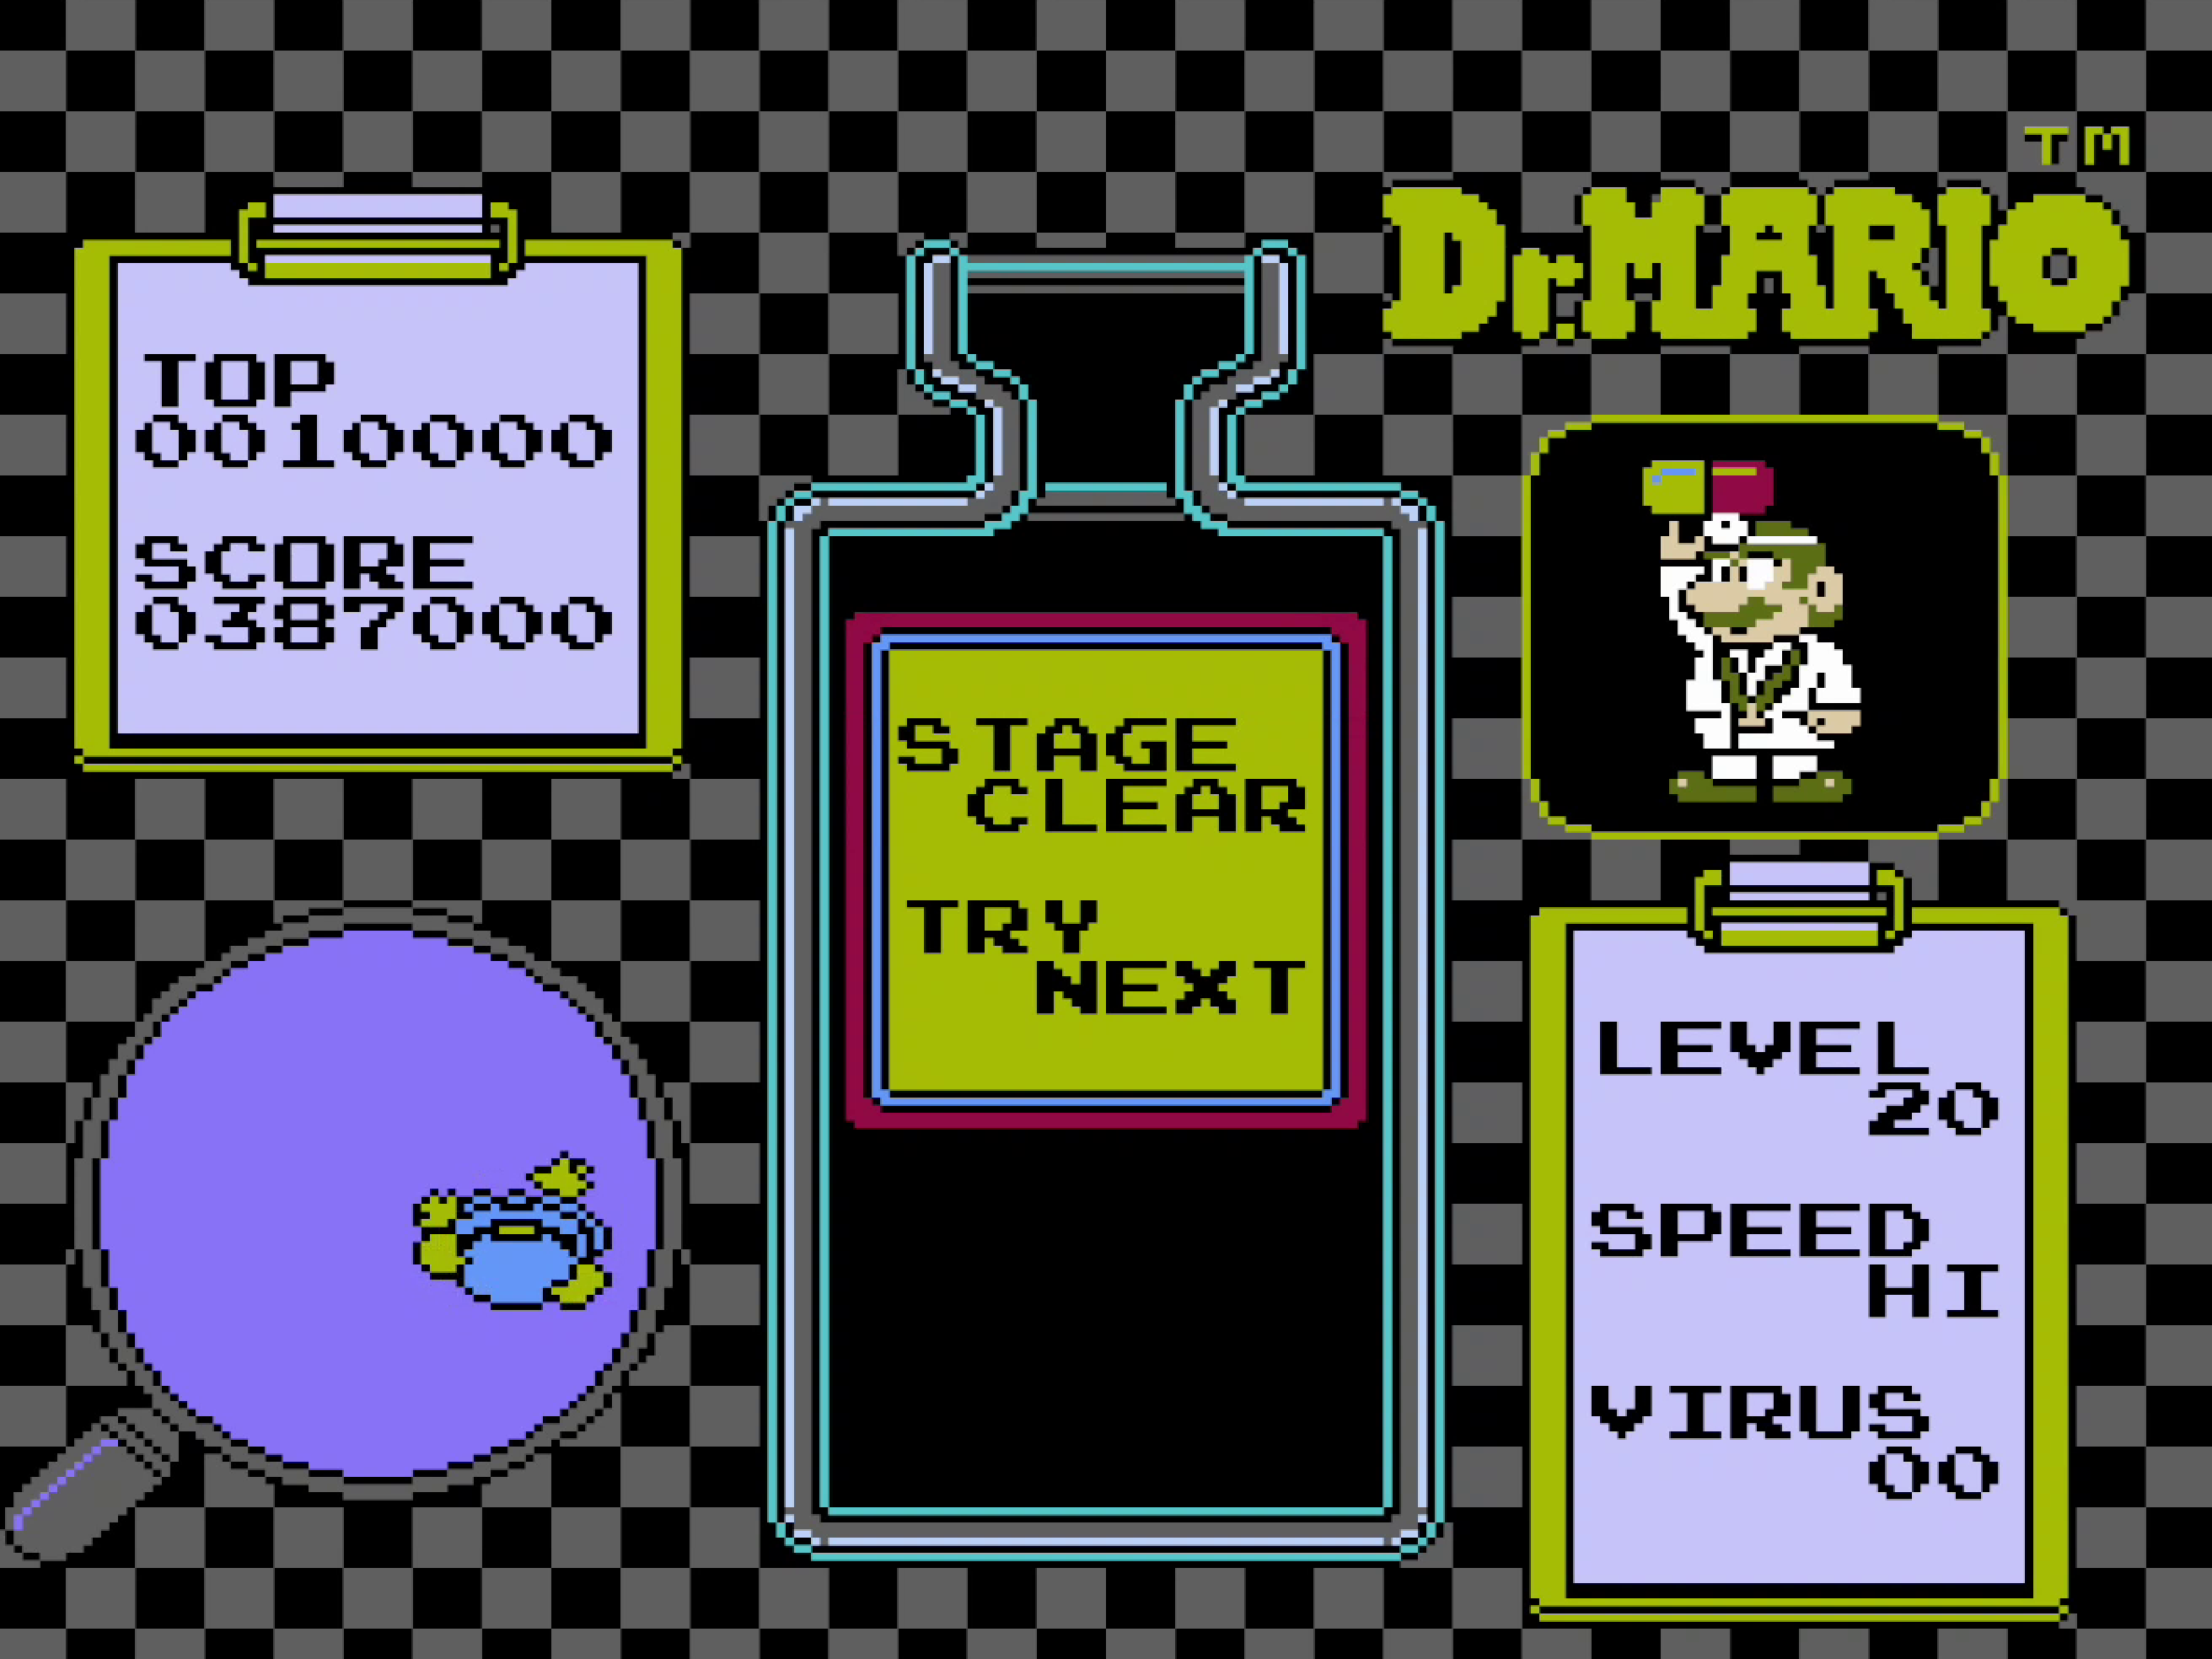 TOP
0010000
SCORE
0387000
STAGE
CLEAR
TRY
NEXT
Dr. MARIO TM
LEVEL
20
SPEED
HI
VIRUS
00